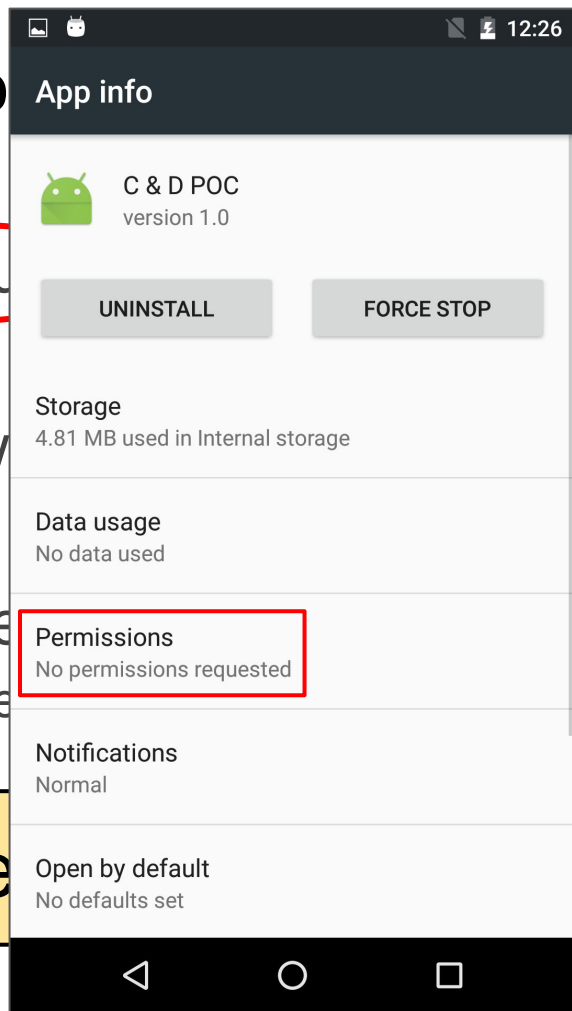 12:26
App info
C & D POC
version 1.0
UNINSTALL FORCE STOP
Storage
4.81 MB used in Internal storage
Data usage
No data used
Permissions
No permissions requested
Notifications
Normal
Open by default
No defaults set